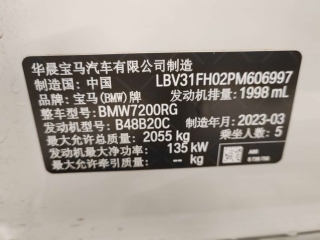 华晨宝马汽车有限公司制造
制造国: 中国 LBV31FH02PM606997
品牌: 宝马(BMW)牌 发动机排量: 1998 mL
整车型号: BMW7200RG
发动机型号: B48B20C
最大允许总质量: 2055 kg 制造年月: 2023-03
发动机最大净功率: 135 kW 乘坐人数: 5
最大允许牵引质量: -- kg